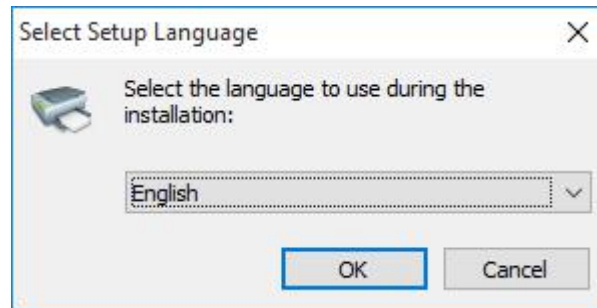 Select Setup Language
Select the language to use during the
installation:
English
OK
Cancel